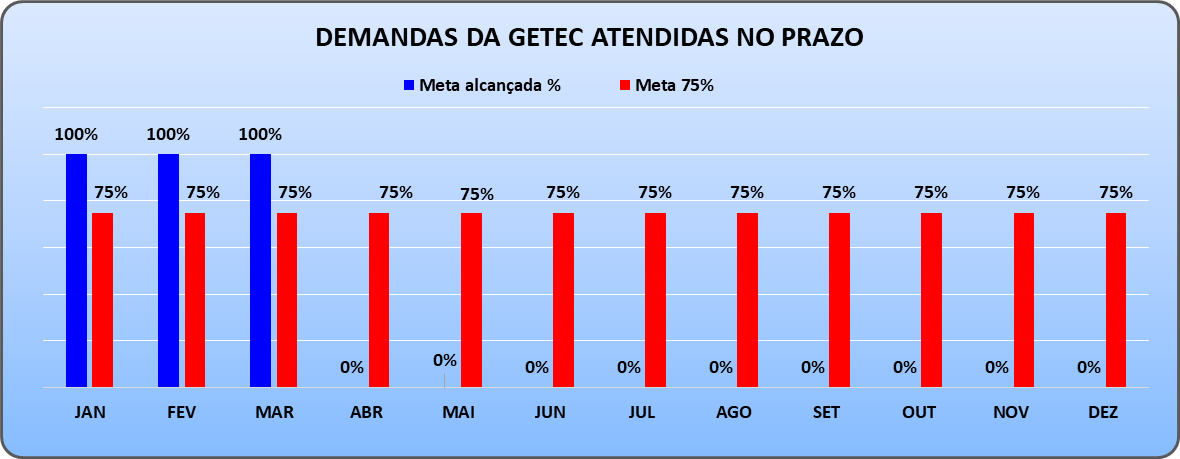 DEMANDAS DA GETEC ATENDIDAS NO PRAZO
Meta alcançada % Meta 75%
100% 100% 100%
75% 75% 75% 75% 75% 75% 75% 75% 75% 75% 75% 75%
0% 0% 0% 0% 0% 0% 0% 0% 0%
JAN FEV MAR ABR MAI JUN JUL AGO SET OUT NOV DEZ